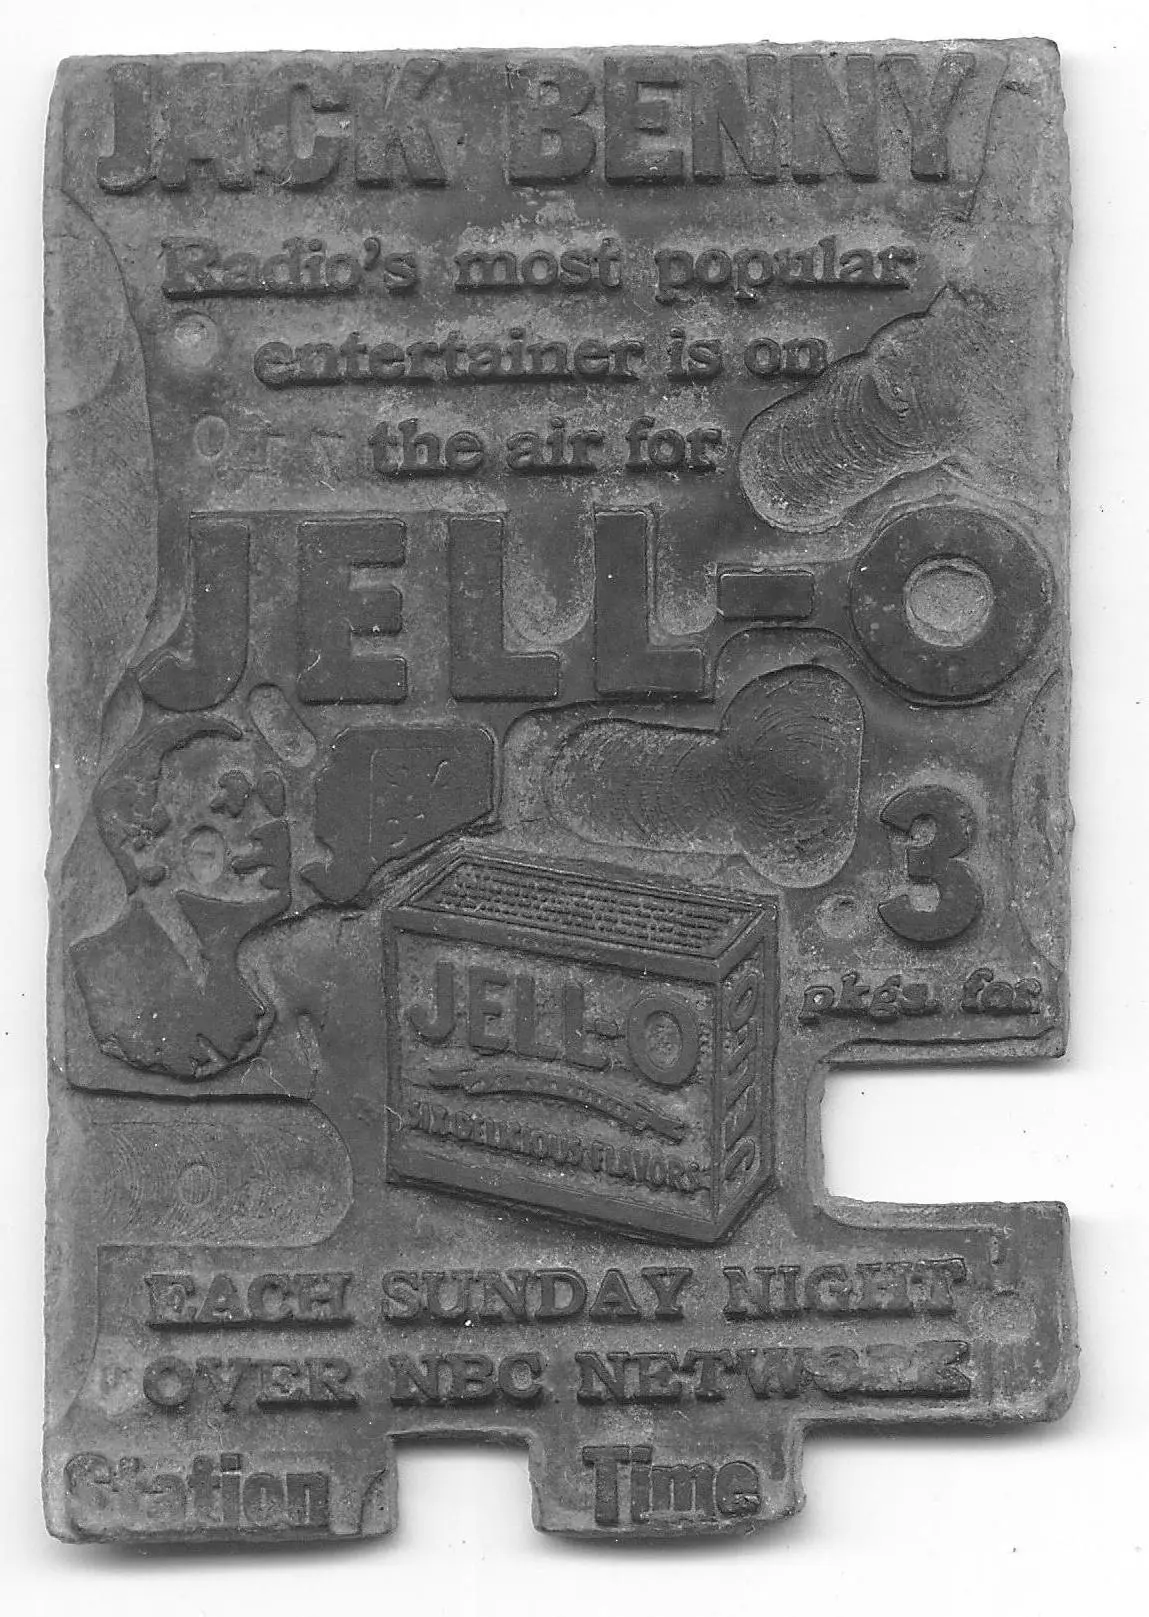 JACK BENNY
Radio's most popular
entertainer is on
the air for
JELL-O
3
pkgs. for
JELL-O
SIX DELICIOUS FLAVORS
EACH SUNDAY NIGHT
OVER NBC NETWORK
Station
Time